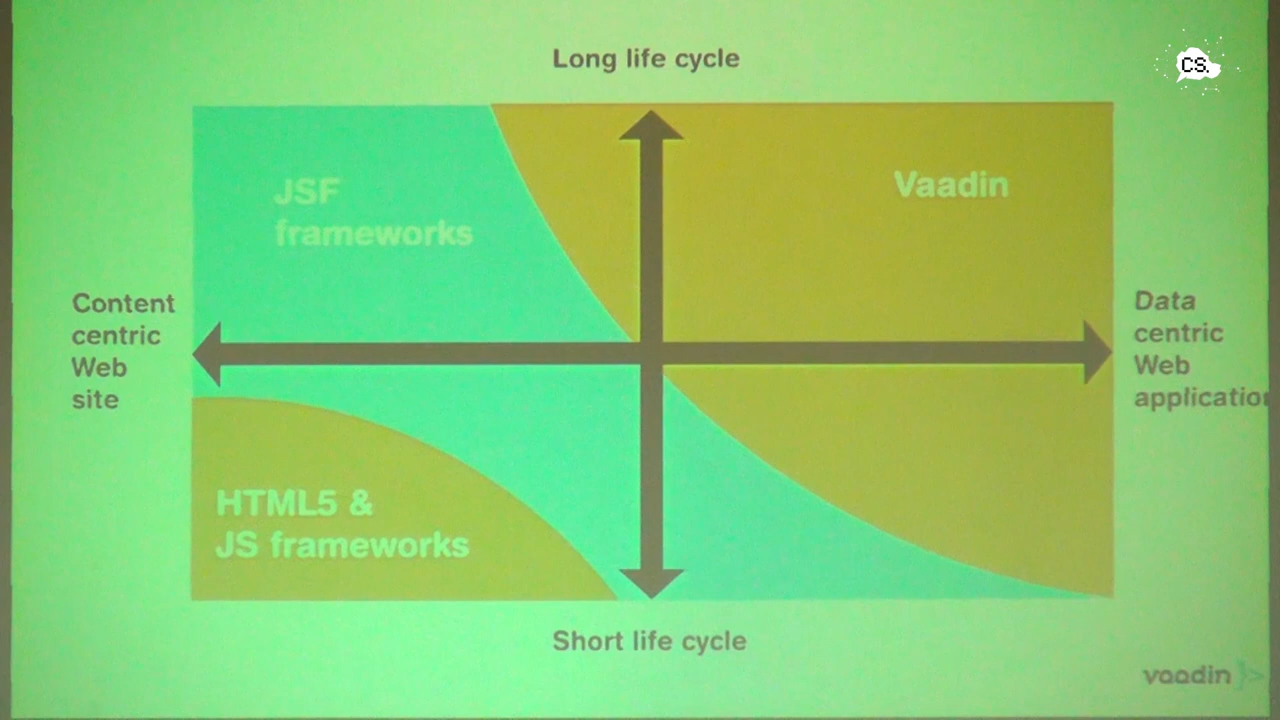 Long life cycle
CS.
JSF
frameworks
Vaadin
Content
centric
Web
site
Data
centric
Web
application
HTML5 &
JS frameworks
Short life cycle
vaadin }>